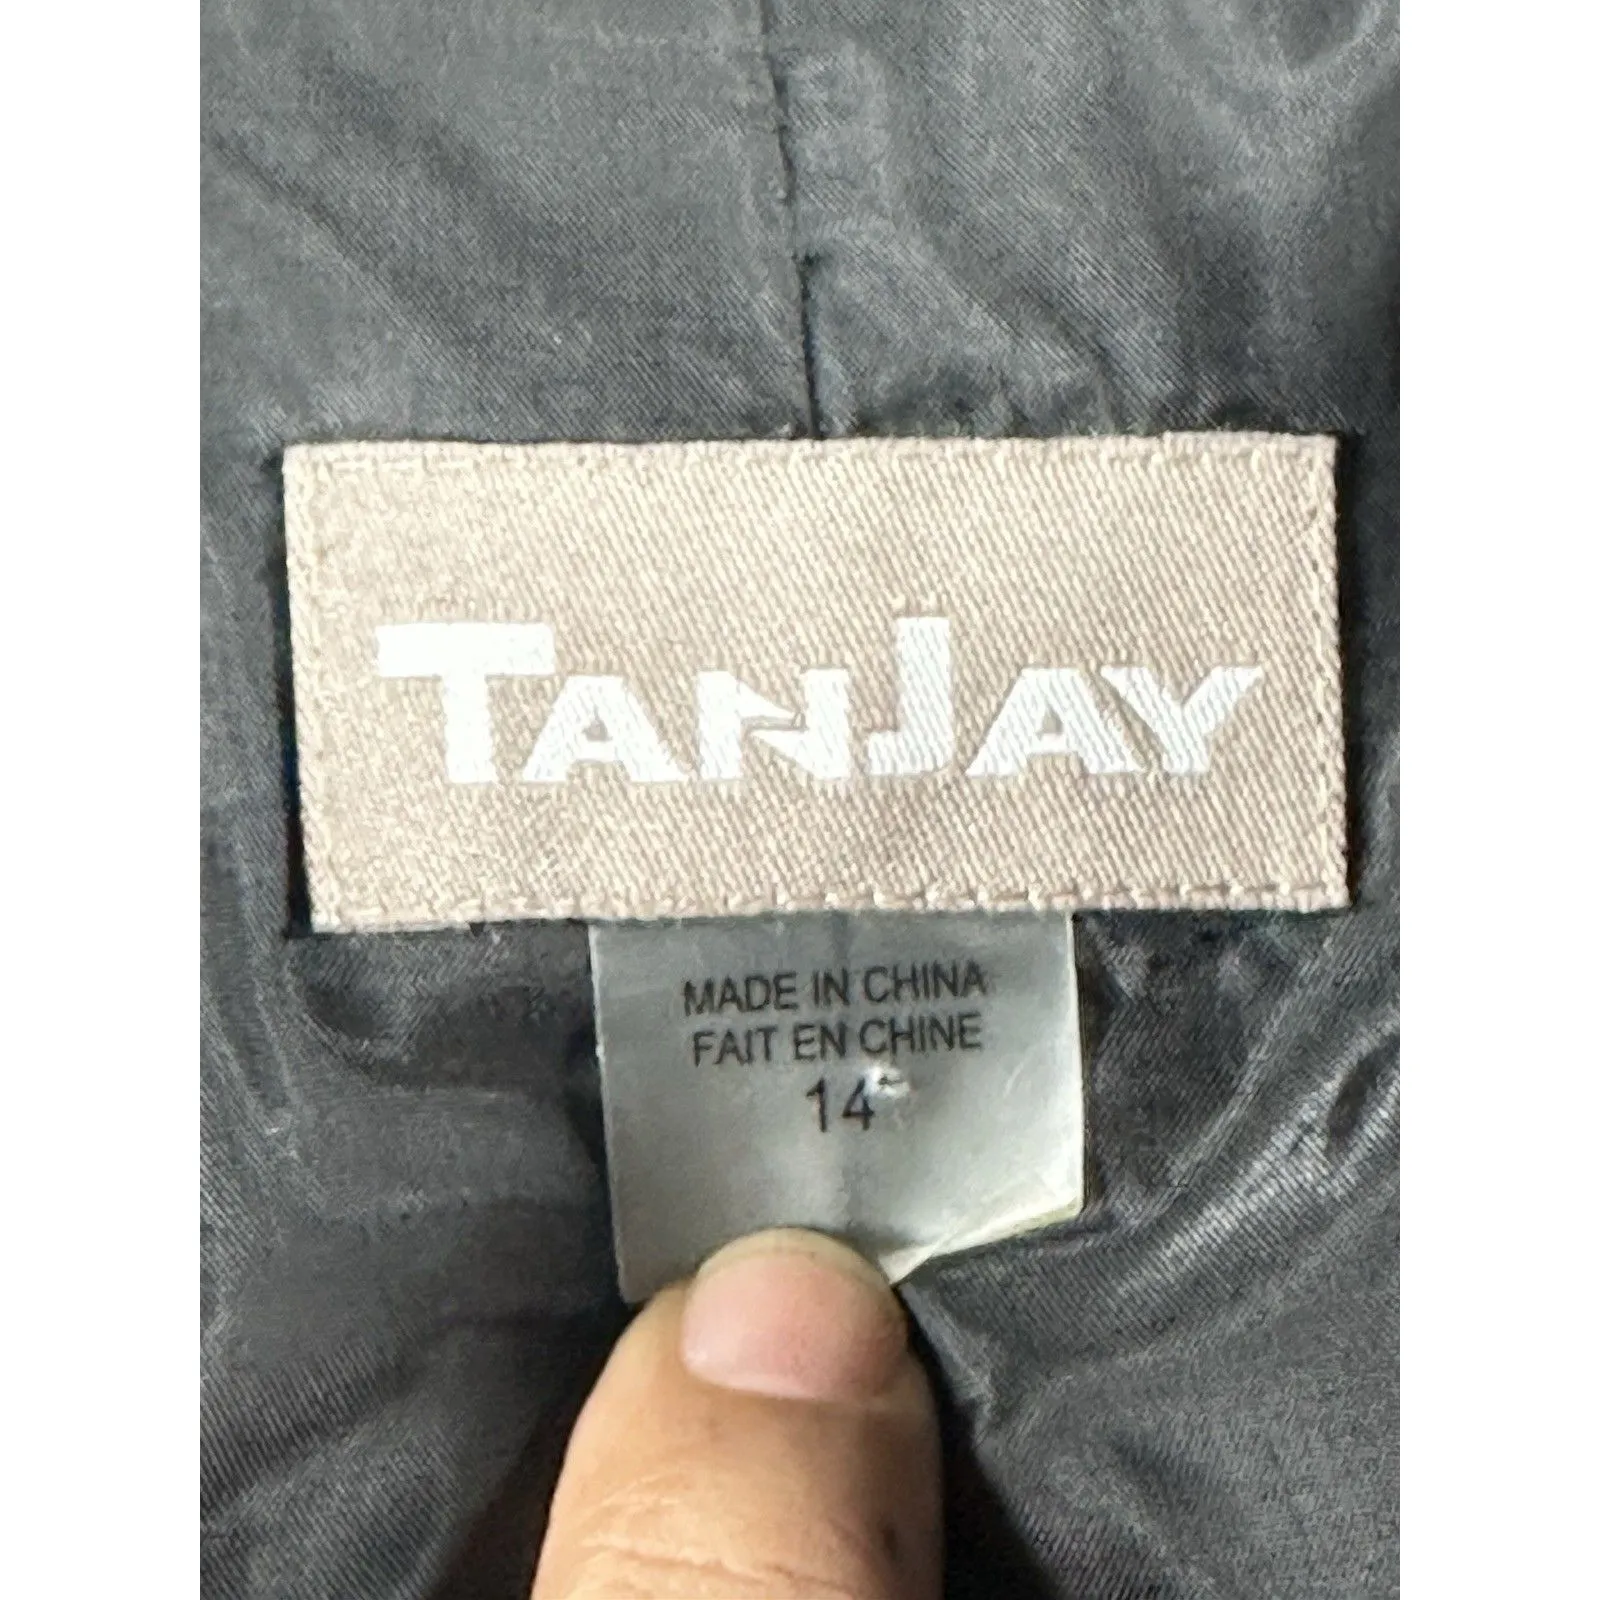 TANJAY
MADE IN CHINA
FAIT EN CHINE
14